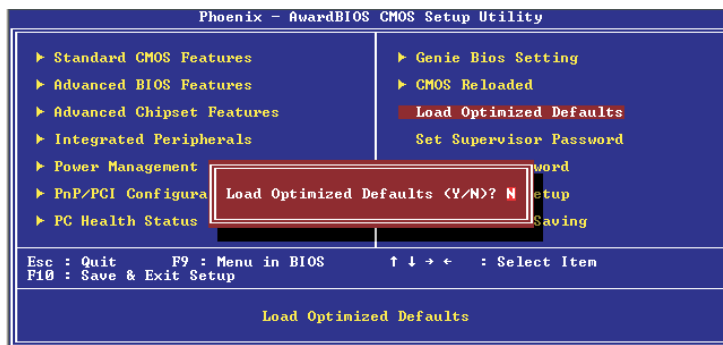 Phoenix - AwardBIOS CMOS Setup Utility
► Standard CMOS Features
► Advanced BIOS Features
► Advanced Chipset Features
► Integrated Peripherals
► Power Management
► PnP/PCI Configura
► PC Health Status
► Genie Bios Setting
► CMOS Reloaded
Load Optimized Defaults
Set Supervisor Password
word
etup
Saving
Load Optimized Defaults (Y/N)? N
Esc : Quit F9 : Menu in BIOS ↑ ↓ → ← : Select Item
F10 : Save & Exit Setup
Load Optimized Defaults